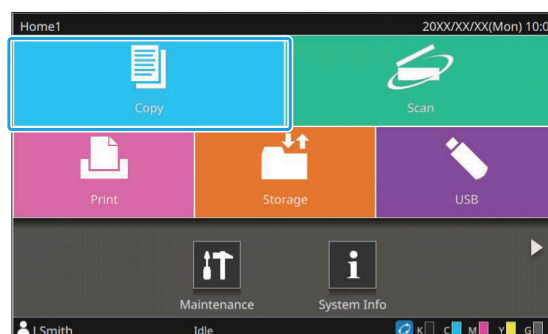 Home1 20XX/XX/XX(Mon) 10:0
Copy Scan
Print Storage USB
Maintenance System Info
J.Smith Idle K C M Y G